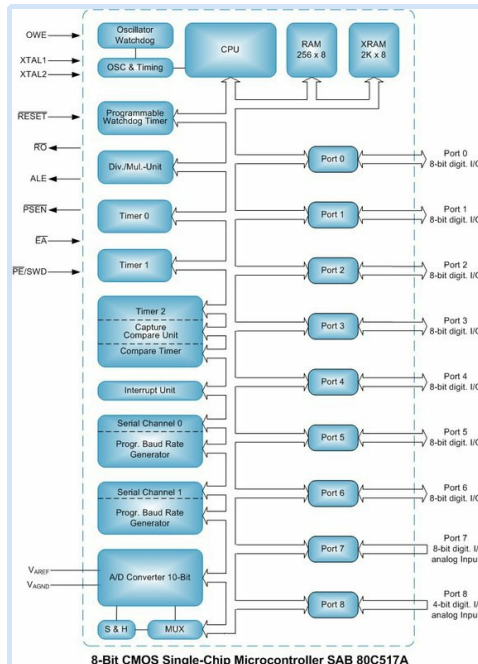 OWE
XTAL1
XTAL2
RESET
RO
ALE
PSEN
EA
PE/SWD
VAREF
VAGND
Oscillator
Watchdog
OSC & Timing
CPU
RAM
256 x 8
XRAM
2K x 8
Programmable
Watchdog Timer
Div./Mul.-Unit
Timer 0
Timer 1
Timer 2
Capture
Compare Unit
Compare Timer
Interrupt Unit
Serial Channel 0
Progr. Baud Rate
Generator
Serial Channel 1
Progr. Baud Rate
Generator
A/D Converter 10-Bit
S & H
MUX
Port 0
Port 1
Port 2
Port 3
Port 4
Port 5
Port 6
Port 7
Port 8
Port 0
8-bit digit. I/O
Port 1
8-bit digit. I/O
Port 2
8-bit digit. I/O
Port 3
8-bit digit. I/O
Port 4
8-bit digit. I/O
Port 5
8-bit digit. I/O
Port 6
8-bit digit. I/O
Port 7
8-bit digit. I/
analog Input
Port 8
4-bit digit. I/
analog Input
8-Bit CMOS Single-Chip Microcontroller SAB 80C517A